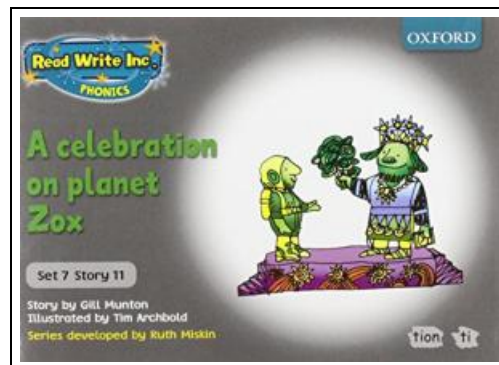 OXFORD
Read Write Inc.
PHONICS
A celebration
on planet
Zox
Set 7 Story 11
Story by Gill Munton
Illustrated by Tim Archbold
Series developed by Ruth Miskin
tion ti